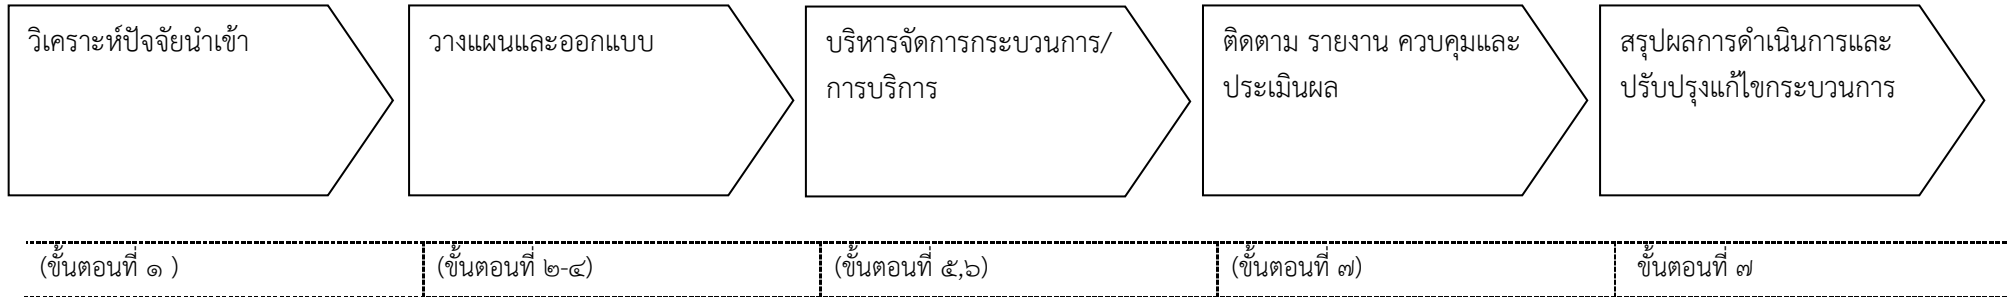 วิเคราะห์ปัจจัยนำเข้า
วางแผนและออกแบบ
บริหารจัดการกระบวนการ/
การบริการ
ติดตาม รายงาน ควบคุมและ
ประเมินผล
สรุปผลการดำเนินการและ
ปรับปรุงแก้ไขกระบวนการ
(ขั้นตอนที่ ๑ )
(ขั้นตอนที่ ๒-๔)
(ขั้นตอนที่ ๕,๖)
(ขั้นตอนที่ ๗)
ขั้นตอนที่ ๗